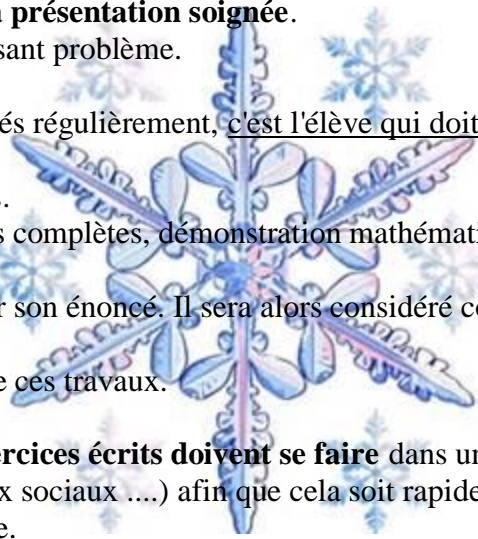 présentation soignée.
sant problème.
és régulièrement, c'est l'élève qui doit
.
s complètes, démonstration mathémati
r son énoncé. Il sera alors considéré co
e ces travaux.
ercices écrits doivent se faire dans un
x sociaux ....) afin que cela soit rapide
e.